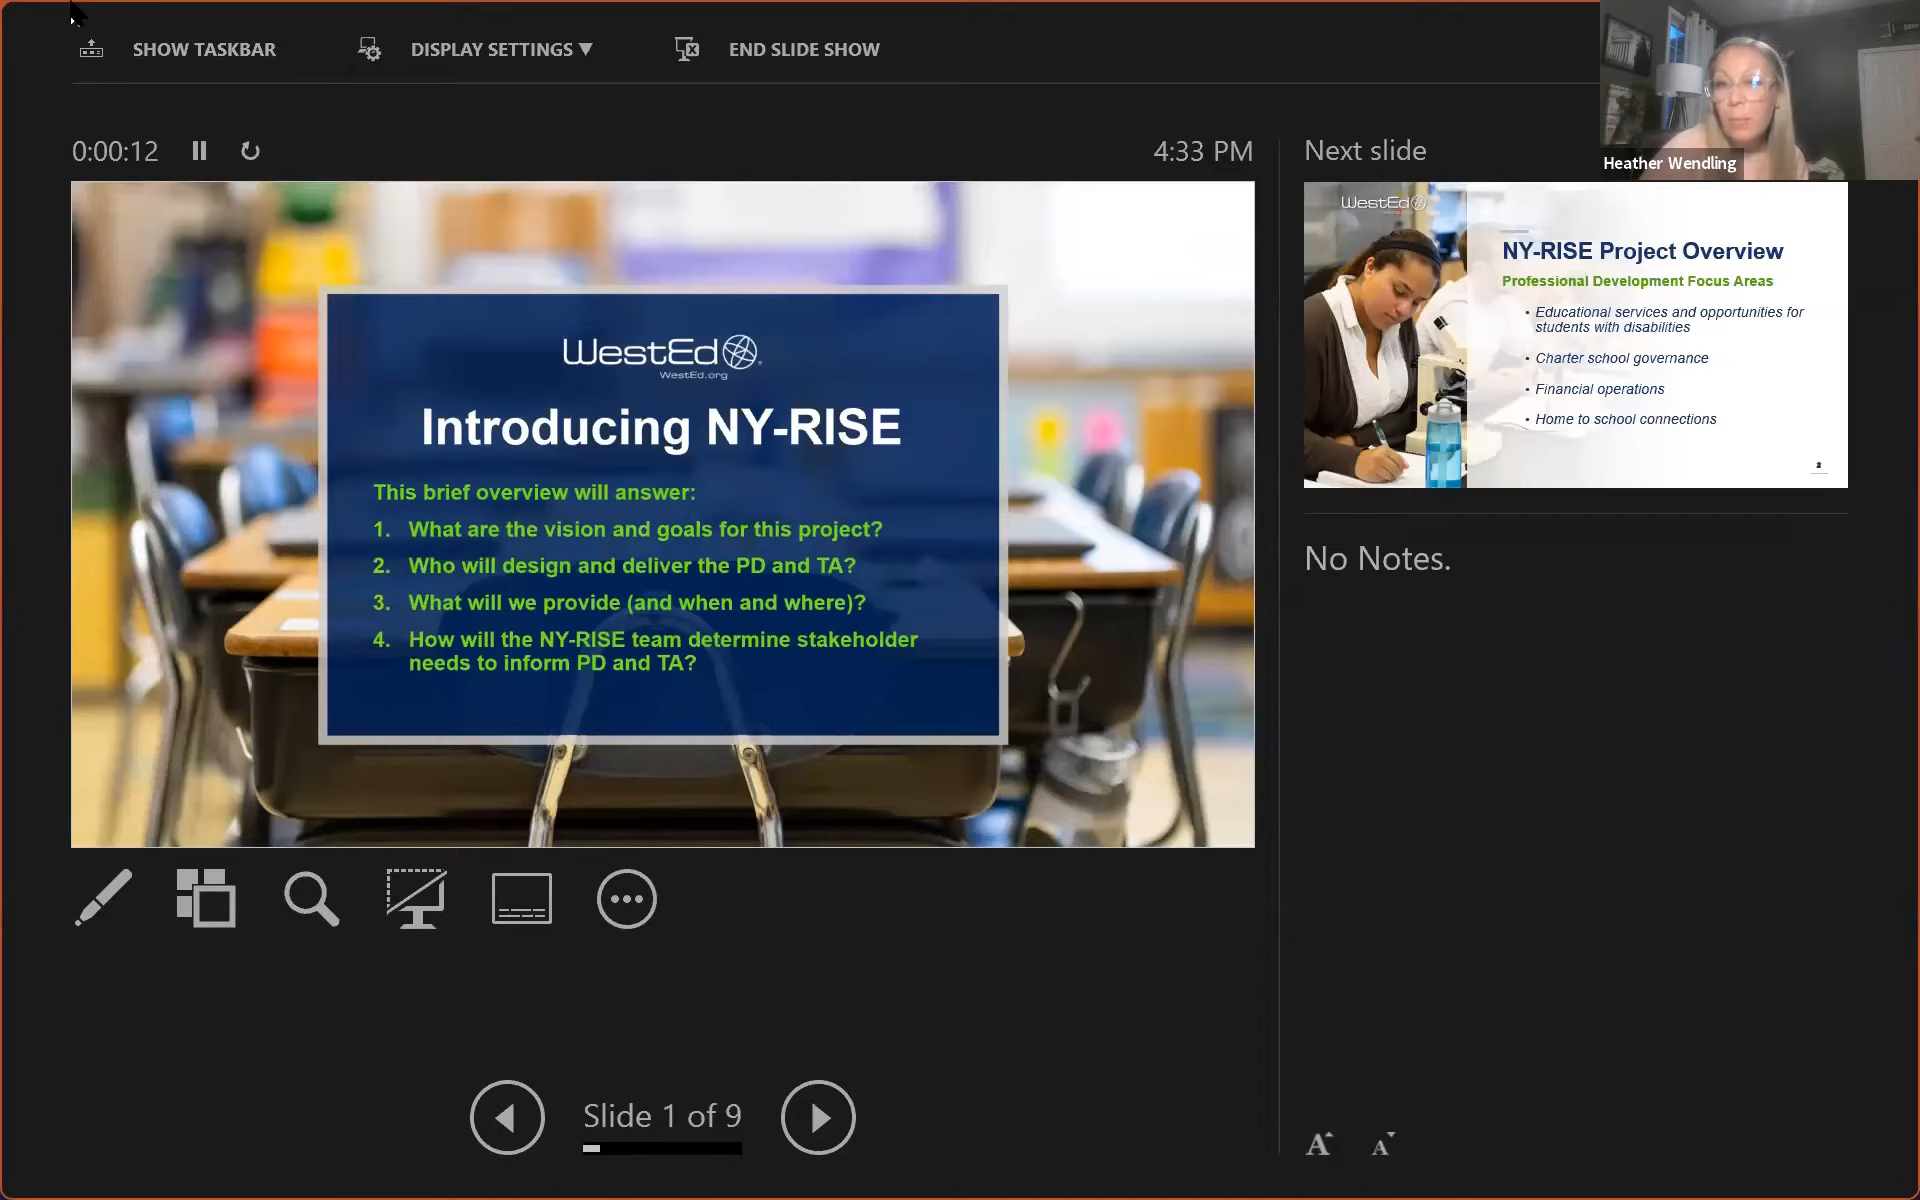 SHOW TASKBAR
DISPLAY SETTINGS ▼
END SLIDE SHOW
Heather Wendling
0:00:12
4:33 PM
Next slide
WestEd
WestEd.org
Introducing NY-RISE
This brief overview will answer:
1. What are the vision and goals for this project?
2. Who will design and deliver the PD and TA?
3. What will we provide (and when and where)?
4. How will the NY-RISE team determine stakeholder
needs to inform PD and TA?
WestEd
NY-RISE Project Overview
Professional Development Focus Areas
• Educational services and opportunities for
students with disabilities
• Charter school governance
• Financial operations
• Home to school connections
2
No Notes.
Slide 1 of 9
A A